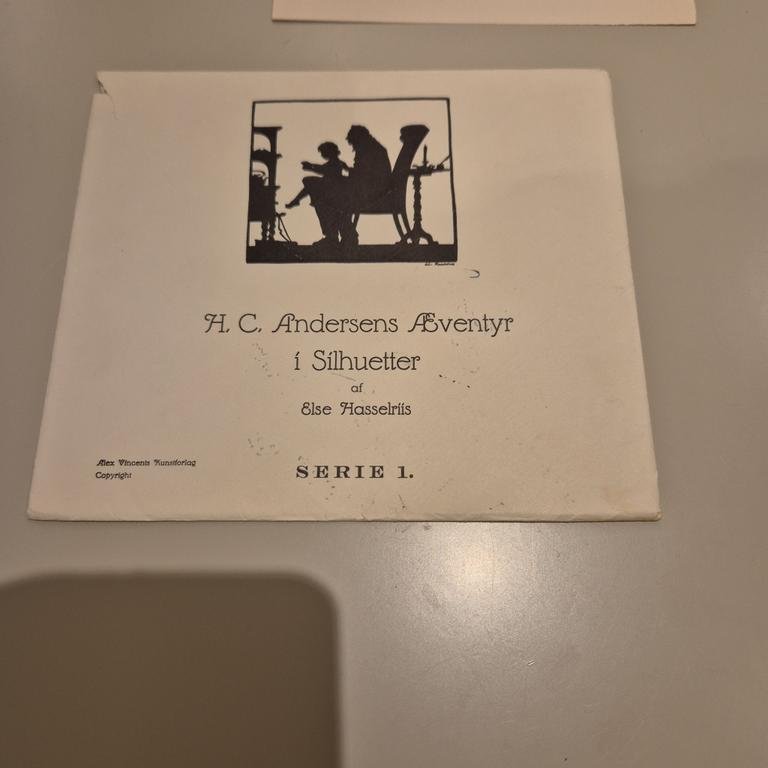 H. C. Andersens Æventyr
i Silhuetter
af
Else Hasselriis
Alex Vincents Kunstforlag
Copyright
SERIE 1.